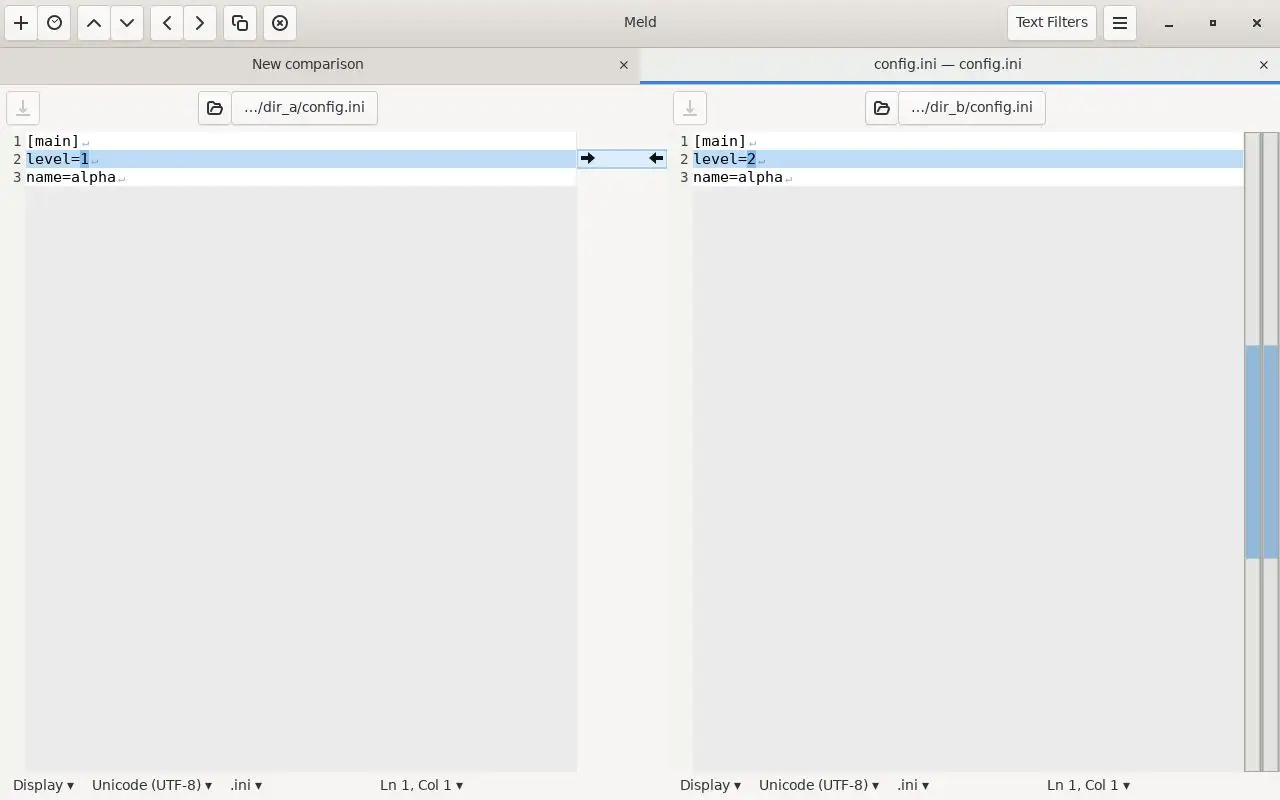 Meld
Text Filters
New comparison
config.ini — config.ini
.../dir_a/config.ini
.../dir_b/config.ini
1 [main]↵
2 level=1↵
3 name=alpha↵
1 [main]↵
2 level=2↵
3 name=alpha↵
Display ▾ Unicode (UTF-8) ▾ .ini ▾ Ln 1, Col 1 ▾
Display ▾ Unicode (UTF-8) ▾ .ini ▾ Ln 1, Col 1 ▾